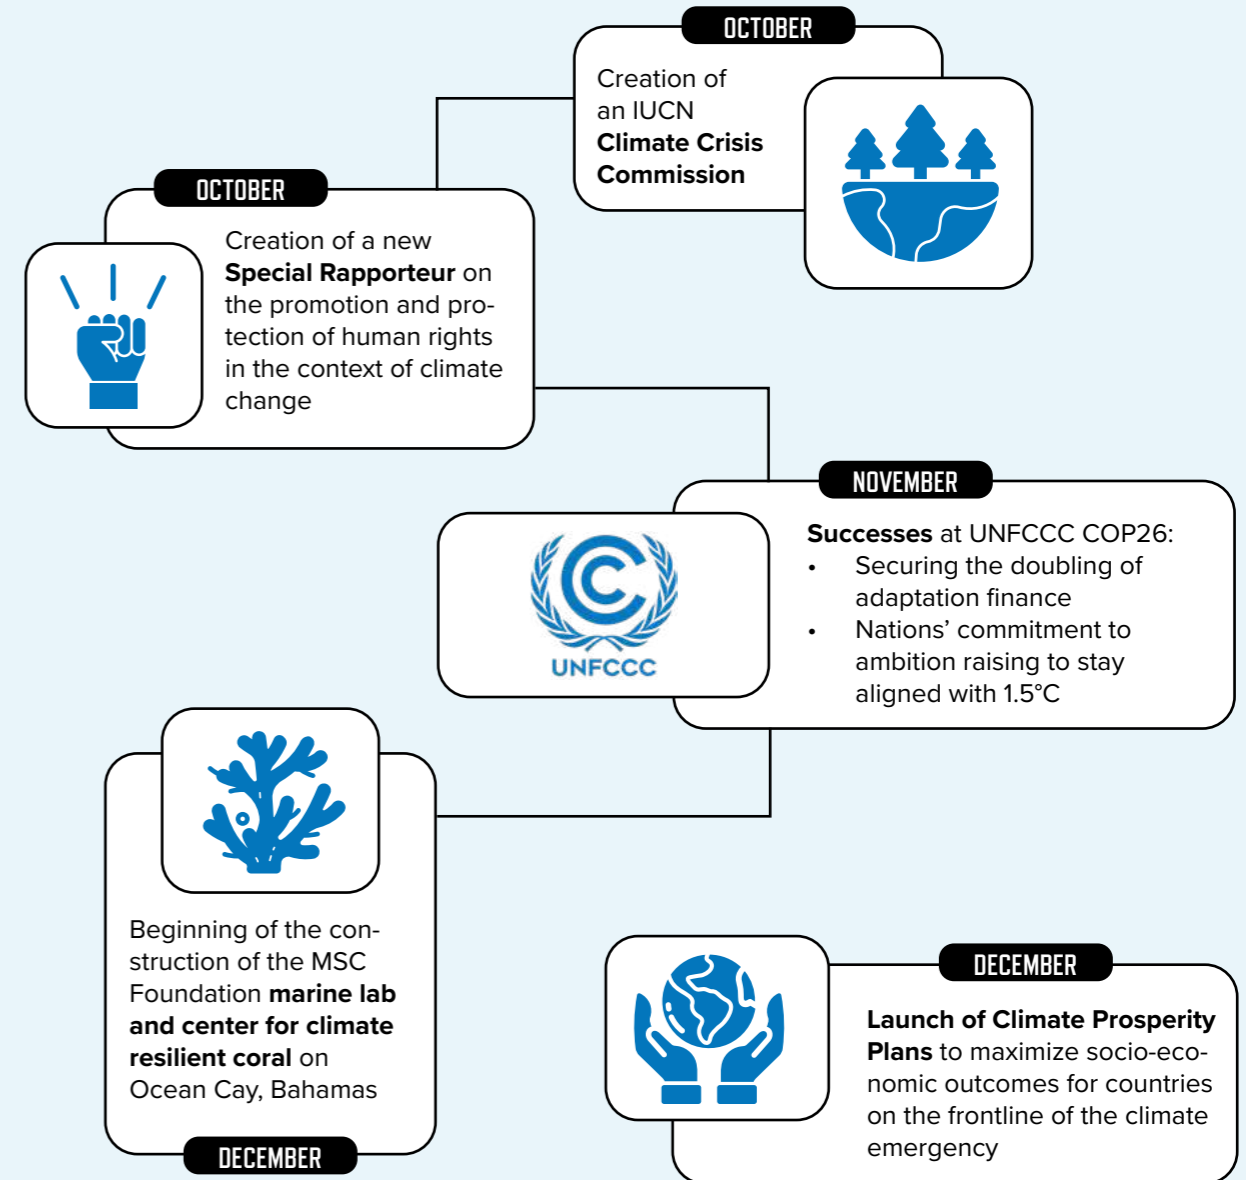 OCTOBER
Creation of
an IUCN
Climate Crisis
Commission
OCTOBER
Creation of a new
Special Rapporteur on
the promotion and pro-
tection of human rights
in the context of climate
change
NOVEMBER
Successes at UNFCCC COP26:
• Securing the doubling of
adaptation finance
• Nations’ commitment to
ambition raising to stay
aligned with 1.5°C
UNFCCC
Beginning of the con-
struction of the MSC
Foundation marine lab
and center for climate
resilient coral on
Ocean Cay, Bahamas
DECEMBER
DECEMBER
Launch of Climate Prosperity
Plans to maximize socio-eco-
nomic outcomes for countries
on the frontline of the climate
emergency